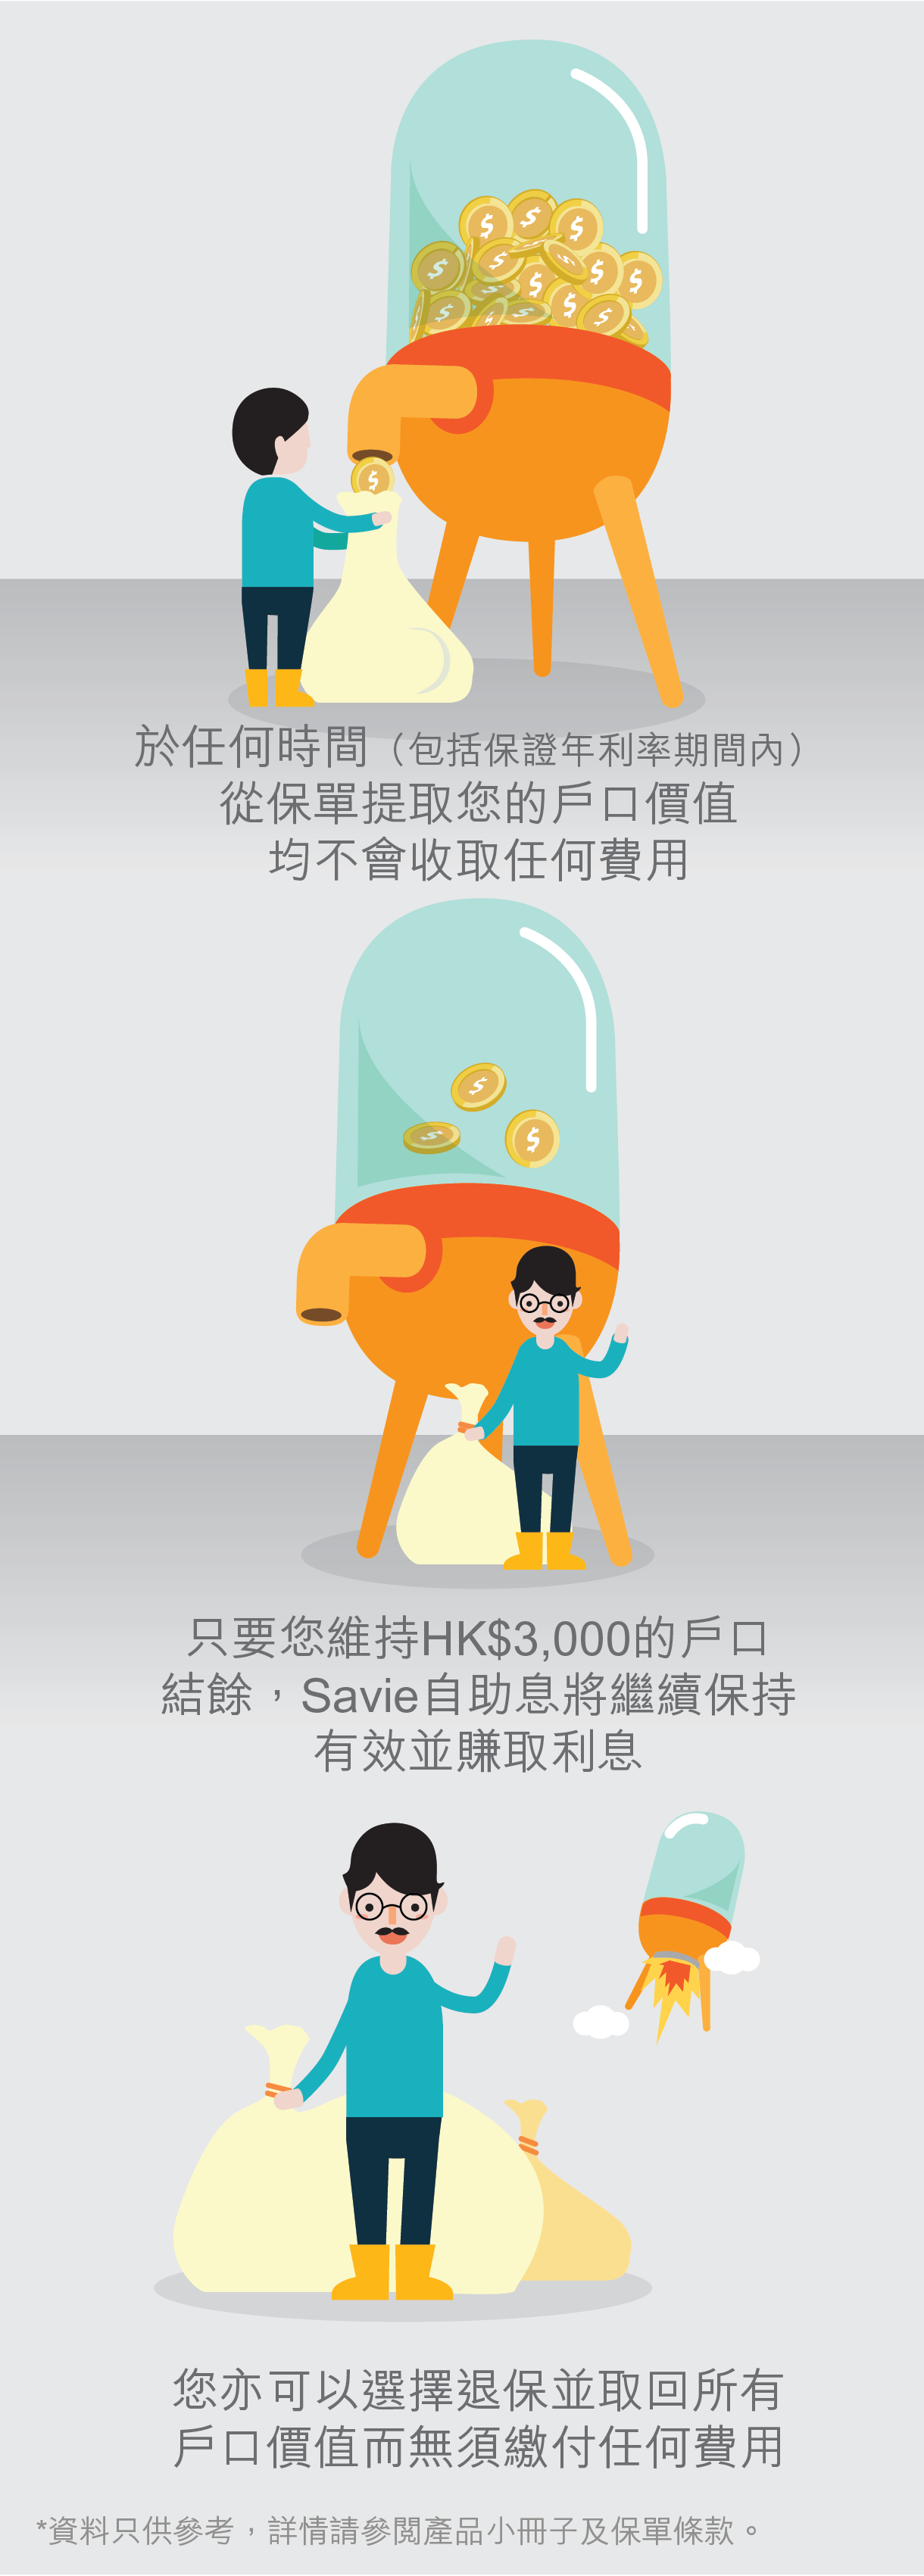 於任何時間（包括保證年利率期間內）
從保單提取您的戶口價值
均不會收取任何費用
只要您維持HK$3,000的戶口
結餘，Savie自助息將繼續保持
有效並賺取利息
您亦可以選擇退保並取回所有
戶口價值而無須繳付任何費用
*資料只供參考，詳情請參閱產品小冊子及保單條款。